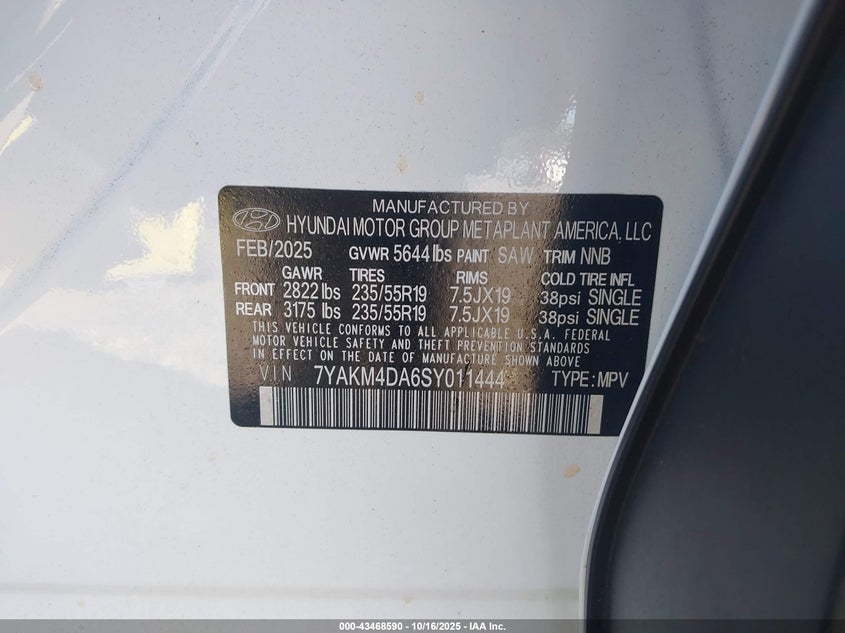 MANUFACTURED BY
HYUNDAI MOTOR GROUP METAPLANT AMERICA, LLC
FEB/2025 GVWR 5644 lbs PAINT SAW TRIM NNB
GAWR TIRES RIMS COLD TIRE INFL
FRONT 2822 lbs 235/55R19 7.5JX19 38psi SINGLE
REAR 3175 lbs 235/55R19 7.5JX19 38psi SINGLE
THIS VEHICLE CONFORMS TO ALL APPLICABLE U.S.A. FEDERAL
MOTOR VEHICLE SAFETY AND THEFT PREVENTION STANDARDS
IN EFFECT ON THE DATE OF MANUFACTURE SHOWN ABOVE
VIN 7YAKM4DA6SY011444 TYPE:MPV
000-43468590 - 10/16/2025 - IAA Inc.